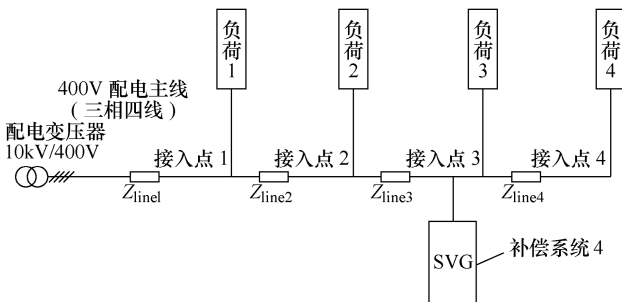 负荷1
负荷2
负荷3
负荷4
400V 配电主线
(三相四线)
配电变压器
10kV/400V
接入点 1
接入点 2
接入点 3
接入点 4
Zline1
Zline2
Zline3
Zline4
SVG
补偿系统 4